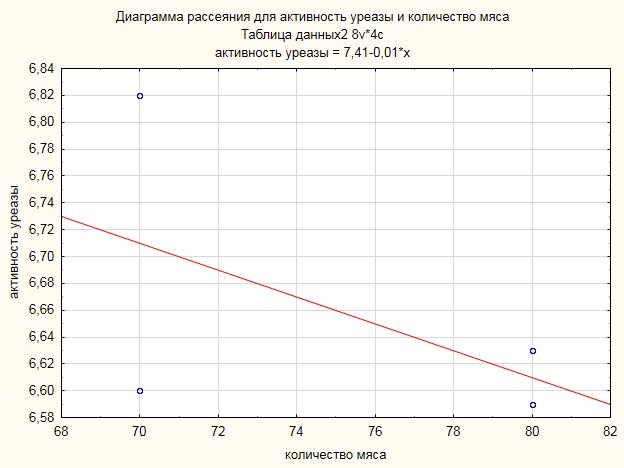 Диаграмма рассеяния для активность уреазы и количество мяса
Таблица данных2 8v*4c
активность уреазы = 7,41-0,01*x
6,84
6,82
6,80
6,78
6,76
6,74
6,72
6,70
6,68
6,66
6,64
6,62
6,60
6,58
активность уреазы
68 70 72 74 76 78 80 82
количество мяса